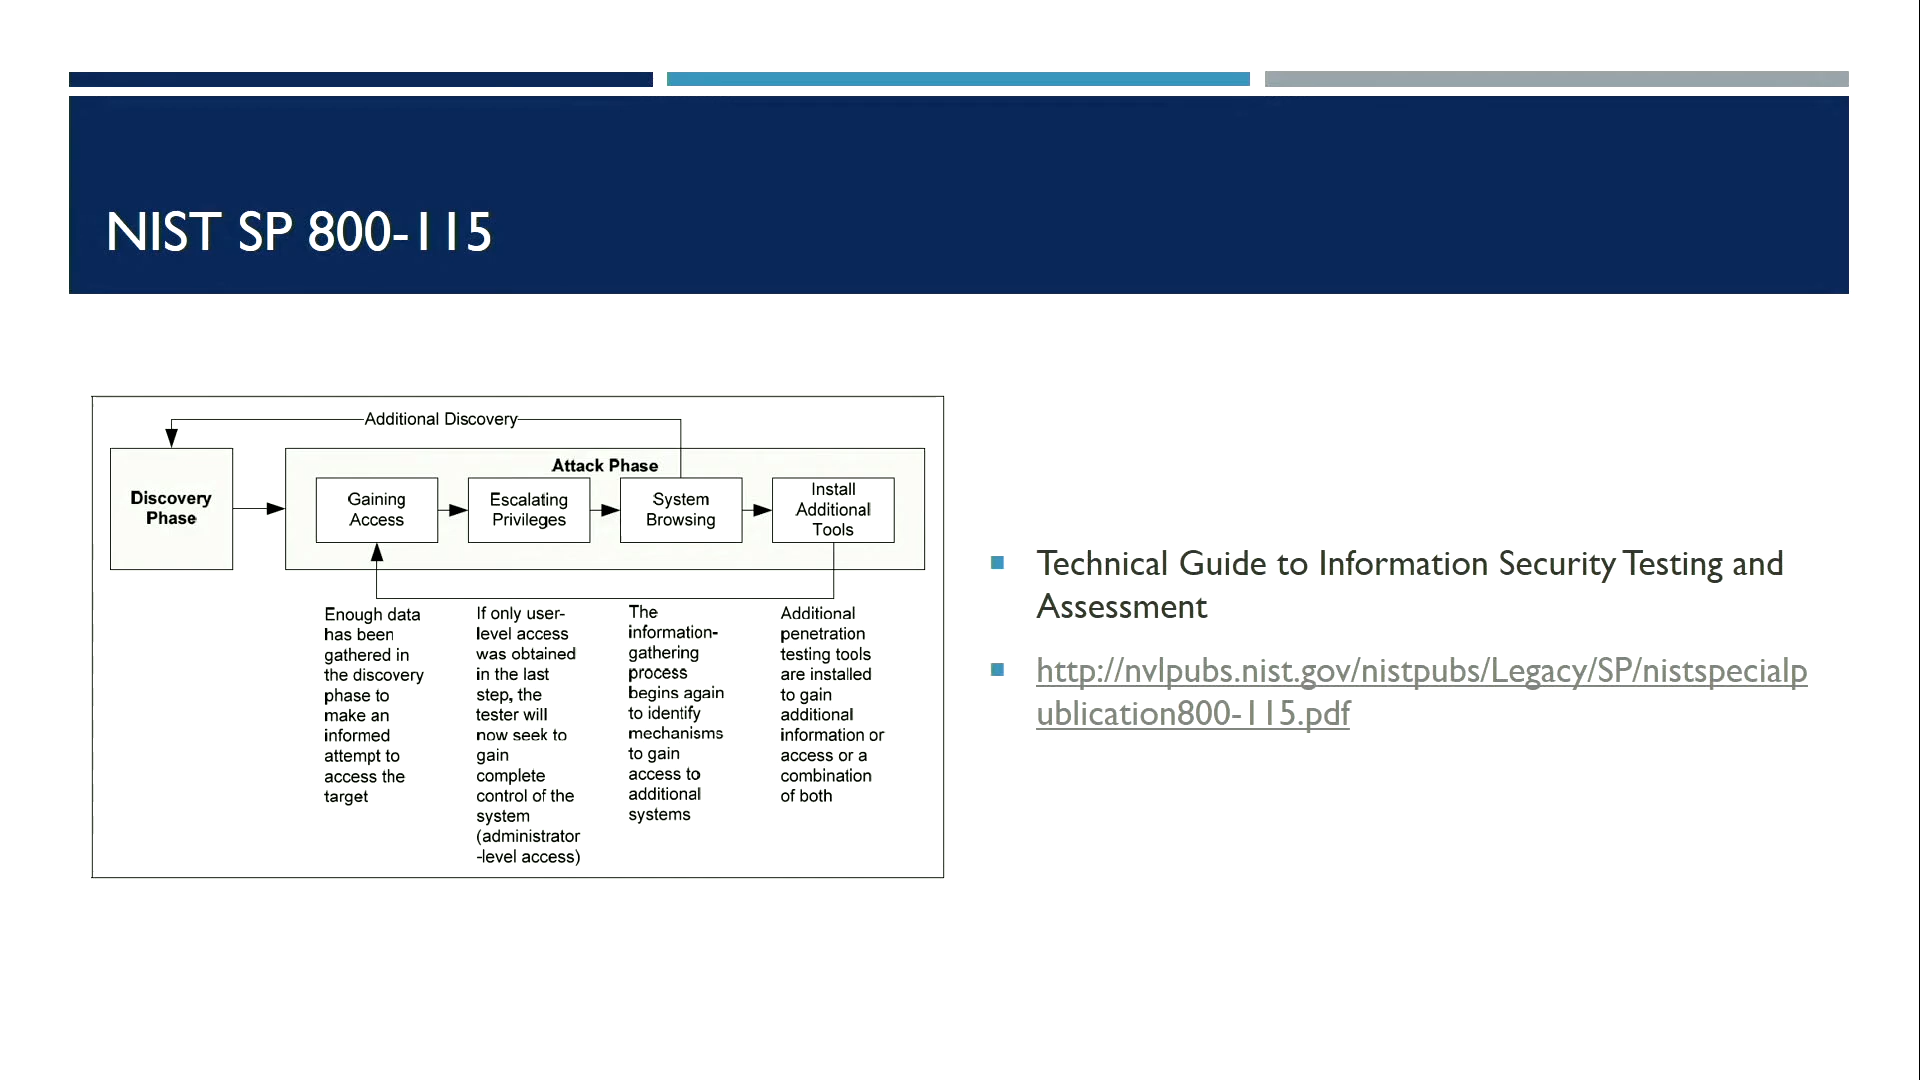 NIST SP 800-115
Additional Discovery
Discovery
Phase
Attack Phase
Gaining
Access
Escalating
Privileges
System
Browsing
Install
Additional
Tools
Enough data
has been
gathered in
the discovery
phase to
make an
informed
attempt to
access the
target
If only user-
level access
was obtained
in the last
step, the
tester will
now seek to
gain
complete
control of the
system
(administrator
-level access)
The
information-
gathering
process
begins again
to identify
mechanisms
to gain
access to
additional
systems
Additional
penetration
testing tools
are installed
to gain
additional
information or
access or a
combination
of both
Technical Guide to Information Security Testing and
Assessment
http://nvlpubs.nist.gov/nistpubs/Legacy/SP/nistspecialp
ublication800-115.pdf